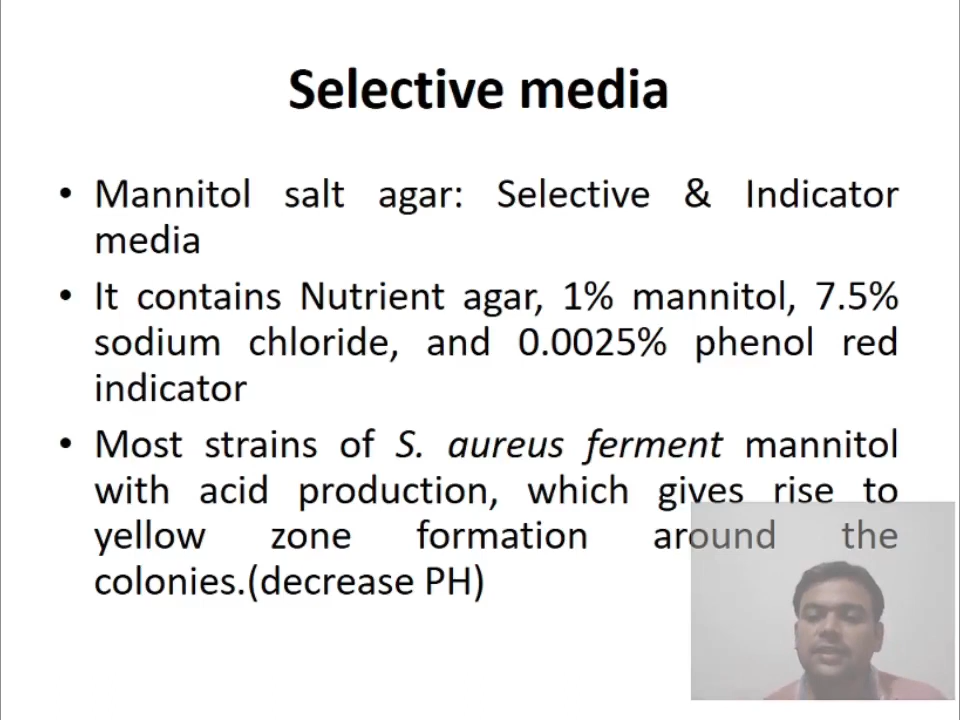 Selective media
• Mannitol salt agar: Selective & Indicator
media
• It contains Nutrient agar, 1% mannitol, 7.5%
sodium chloride, and 0.0025% phenol red
indicator
• Most strains of S. aureus ferment mannitol
with acid production, which gives rise to
yellow zone formation around the
colonies.(decrease PH)